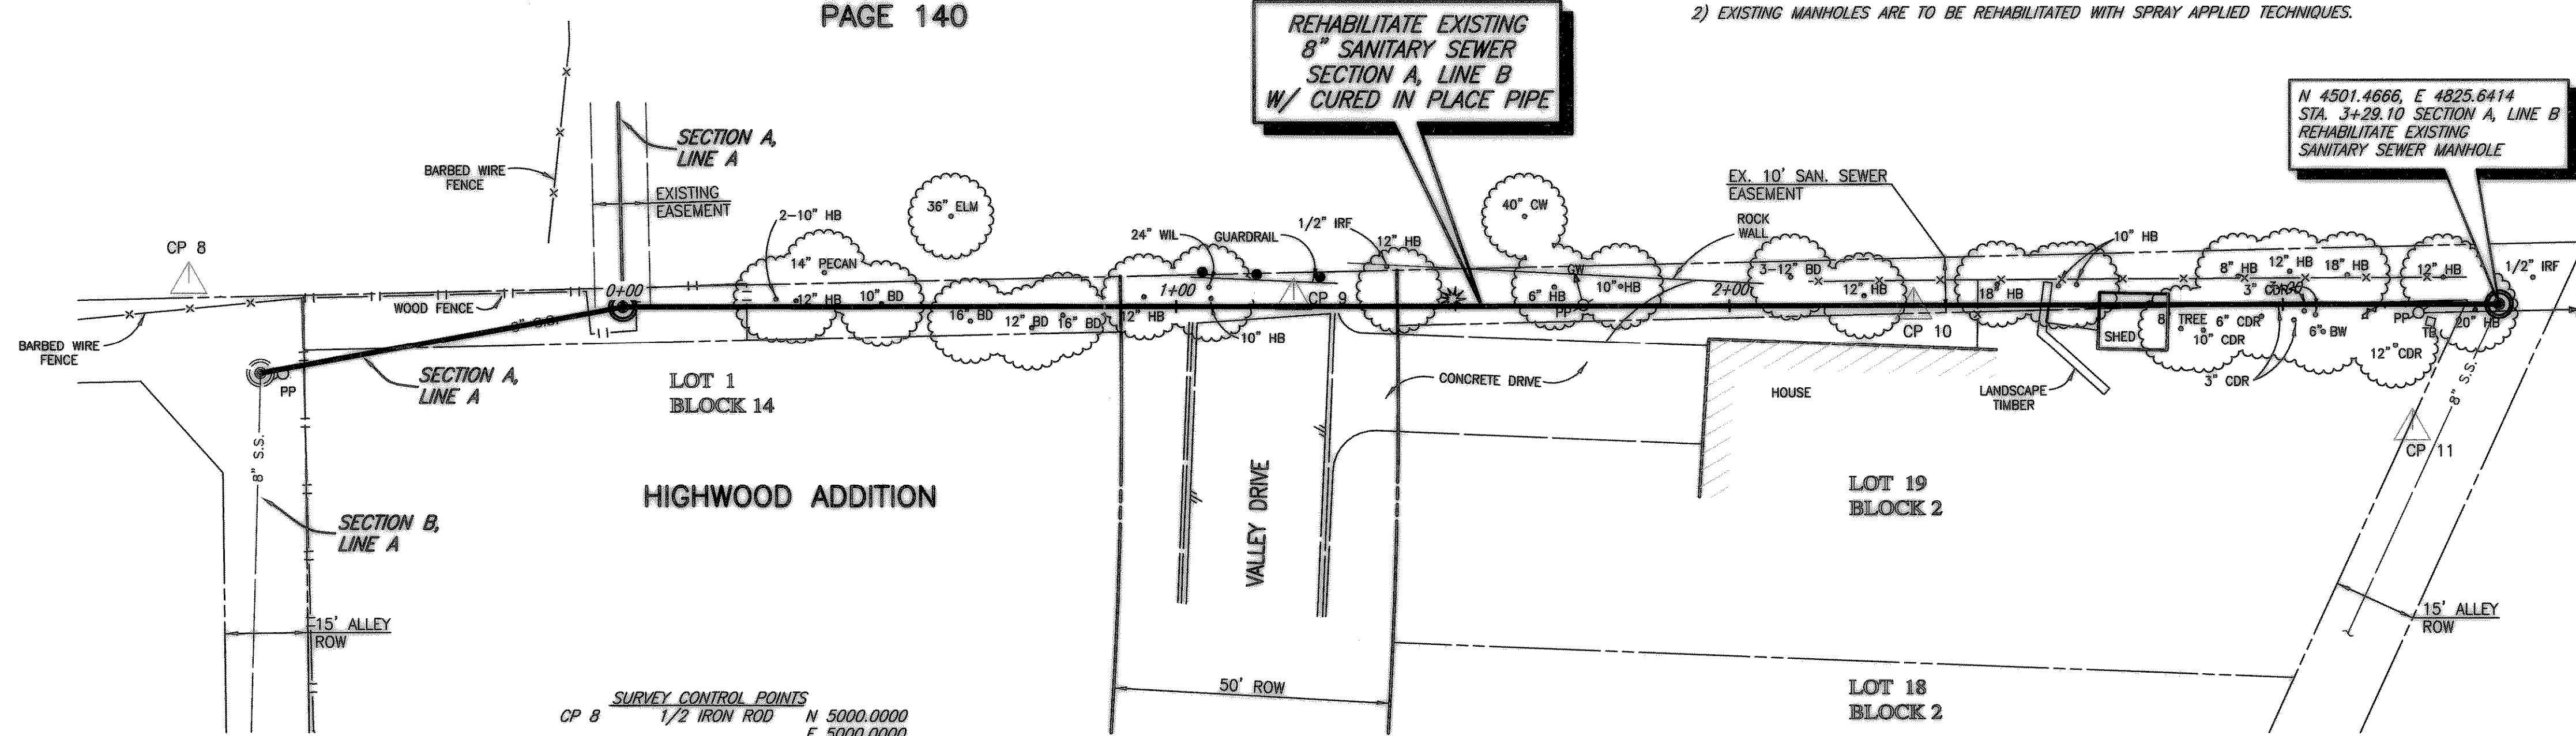 PAGE 140
2) EXISTING MANHOLES ARE TO BE REHABILITATED WITH SPRAY APPLIED TECHNIQUES.
REHABILITATE EXISTING
8" SANITARY SEWER
SECTION A, LINE B
W/ CURED IN PLACE PIPE
N 4501.4666, E 4825.6414
STA. 3+29.10 SECTION A, LINE B
REHABILITATE EXISTING
SANITARY SEWER MANHOLE
SECTION A,
LINE A
BARBED WIRE
FENCE
EXISTING
EASEMENT
EX. 10' SAN. SEWER
EASEMENT
2-10" HB
36" ELM
40" CW
24" WIL
GUARDRAIL
1/2" IRF
12" HB
ROCK
WALL
10" HB
CP 8
14" PECAN
GW
3-12" BD
8" HB
12" HB
18" HB
12" HB
1/2" IRF
0+00
12" HB
10" BD
1+00
CP 9
6" HB
10" HB
2+00
12" HB
18" HB
3" CDR
WOOD FENCE
8" S.S.
16" BD
12" BD
16" BD
12" HB
10" HB
PP
CP 10
SHED
8
TREE
6" CDR
10" CDR
6" BW
PP
TB
20" HB
BARBED WIRE
FENCE
12" CDR
3" CDR
PP
SECTION A,
LINE A
LOT 1
BLOCK 14
CONCRETE DRIVE
HOUSE
LANDSCAPE
TIMBER
8" S.S.
8" S.S.
CP 11
HIGHWOOD ADDITION
VALLEY DRIVE
LOT 19
BLOCK 2
SECTION B,
LINE A
15' ALLEY
ROW
15' ALLEY
ROW
50' ROW
LOT 18
BLOCK 2
SURVEY CONTROL POINTS
CP 8 1/2 IRON ROD N 5000.0000
E 5000.0000